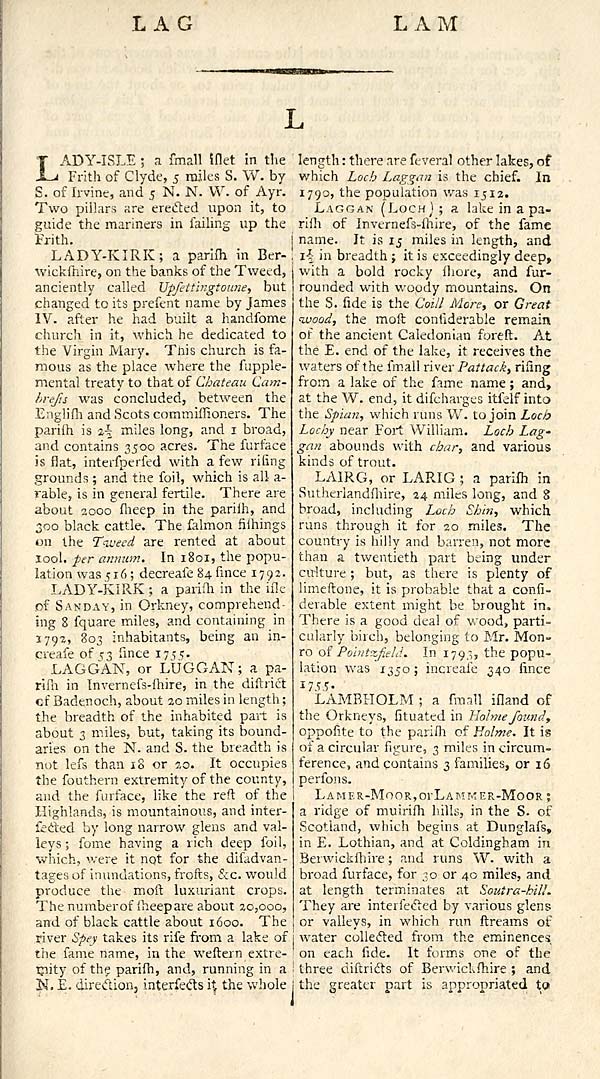 LAG
LAM
L
LADY-ISLE ; a ſmall iſlet in the
Frith of Clyde, 5 miles S. W. by
S. of Irvine, and 5 N. N. W. of Ayr.
Two pillars are erected upon it, to
guide the mariners in ſailing up the
Frith.
LADY-KIRK ; a pariſh in Ber-
wickſhire, on the banks of the Tweed,
anciently called Upſettingtoune, but
changed to its preſent name by James
IV. after he had built a handſome
church in it, which he dedicated to
the Virgin Mary. This church is fa-
mous as the place where the ſupple-
mental treaty to that of Chateau Cam-
breſis was concluded, between the
Engliſh and Scots commiſſioners. The
pariſh is 2½ miles long, and 1 broad,
and contains 3500 acres. The ſurface
is flat, interſperſed with a few riſing
grounds ; and the ſoil, which is all a-
rable, is in general fertile. There are
about 2000 ſheep in the pariſh, and
300 black cattle. The ſalmon fiſhings
on the Tweed are rented at about
100l. per annum. In 1801, the popu-
lation was 516 ; decreaſe 84 ſince 1792.
LADY-KIRK ; a pariſh in the iſle
of SANDAY, in Orkney, comprehend-
ing 8 ſquare miles, and containing in
1792, 803 inhabitants, being an in-
creaſe of 53 ſince 1755.
LAGGAN, or LUGGAN ; a pa-
riſh in Inverneſs-ſhire, in the diſtrict
of Badenoch, about 20 miles in length ;
the breadth of the inhabited part is
about 3 miles, but, taking its bound-
aries on the N. and S. the breadth is
not leſs than 18 or 20. It occupies
the ſouthern extremity of the county,
and the ſurface, like the reſt of the
Highlands, is mountainous, and inter-
ſected by long narrow glens and val-
leys ; ſome having a rich deep ſoil,
which, were it not for the diſadvan-
tages of inundations, froſts, &c. would
produce the moſt luxuriant crops.
The number of ſheep are about 20,000,
and of black cattle about 1600. The
river Spey takes its riſe from a lake of
the ſame name, in the weſtern extre-
mity of the pariſh, and, running in a
N. E. direction, interſects it the whole
length : there are ſeveral other lakes, of
which Loch Laggan is the chief. In
1790, the population was 1512.
LAGGAN (LOCH) ; a lake in a pa-
riſh of Inverneſs-ſhire, of the ſame
name. It is 15 miles in length, and
1½ in breadth ; it is exceedingly deep,
with a bold rocky ſhore, and ſur-
rounded with woody mountains. On
the S. ſide is the Coill More, or Great
wood, the moſt conſiderable remain
of the ancient Caledonian foreſt. At
the E. end of the lake, it receives the
waters of the ſmall river Pattack, riſing
from a lake of the ſame name ; and,
at the W. end, it diſcharges itſelf into
the Spian, which runs W. to join Loch
Lochy near Fort William. Loch Lag-
gan abounds with char, and various
kinds of trout.
LAIRG, or LARIG ; a pariſh in
Sutherlandſhire, 24 miles long, and 8
broad, including Loch Shin, which
runs through it for 20 miles. The
country is hilly and barren, not more
than a twentieth part being under
culture ; but, as there is plenty of
limeſtone, it is probable that a conſi-
derable extent might be brought in.
There is a good deal of wood, parti-
cularly birch, belonging to Mr. Mon-
ro of Pointzfield. In 1793, the popu-
lation was 1350 ; increaſe 340 ſince
1755.
LAMBHOLM ; a ſmall iſland of
the Orkneys, ſituated in Holme ſound,
oppoſite to the pariſh of Holme. It is
of a circular figure, 3 miles in circum-
ference, and contains 3 families, or 16
perſons.
LAMER-MOOR, or LAMMER-MOOR ;
a ridge of muiriſh hills, in the S. of
Scotland, which begins at Dunglaſs,
in E. Lothian, and at Coldingham in
Berwickſhire ; and runs W. with a
broad ſurface, for 30 or 40 miles, and
at length terminates at Soutra-hill.
They are interſected by various glens
or valleys, in which run ſtreams of
water collected from the eminences
on each ſide. It forms one of the
three diſtricts of Berwickſhire ; and
the greater part is appropriated to